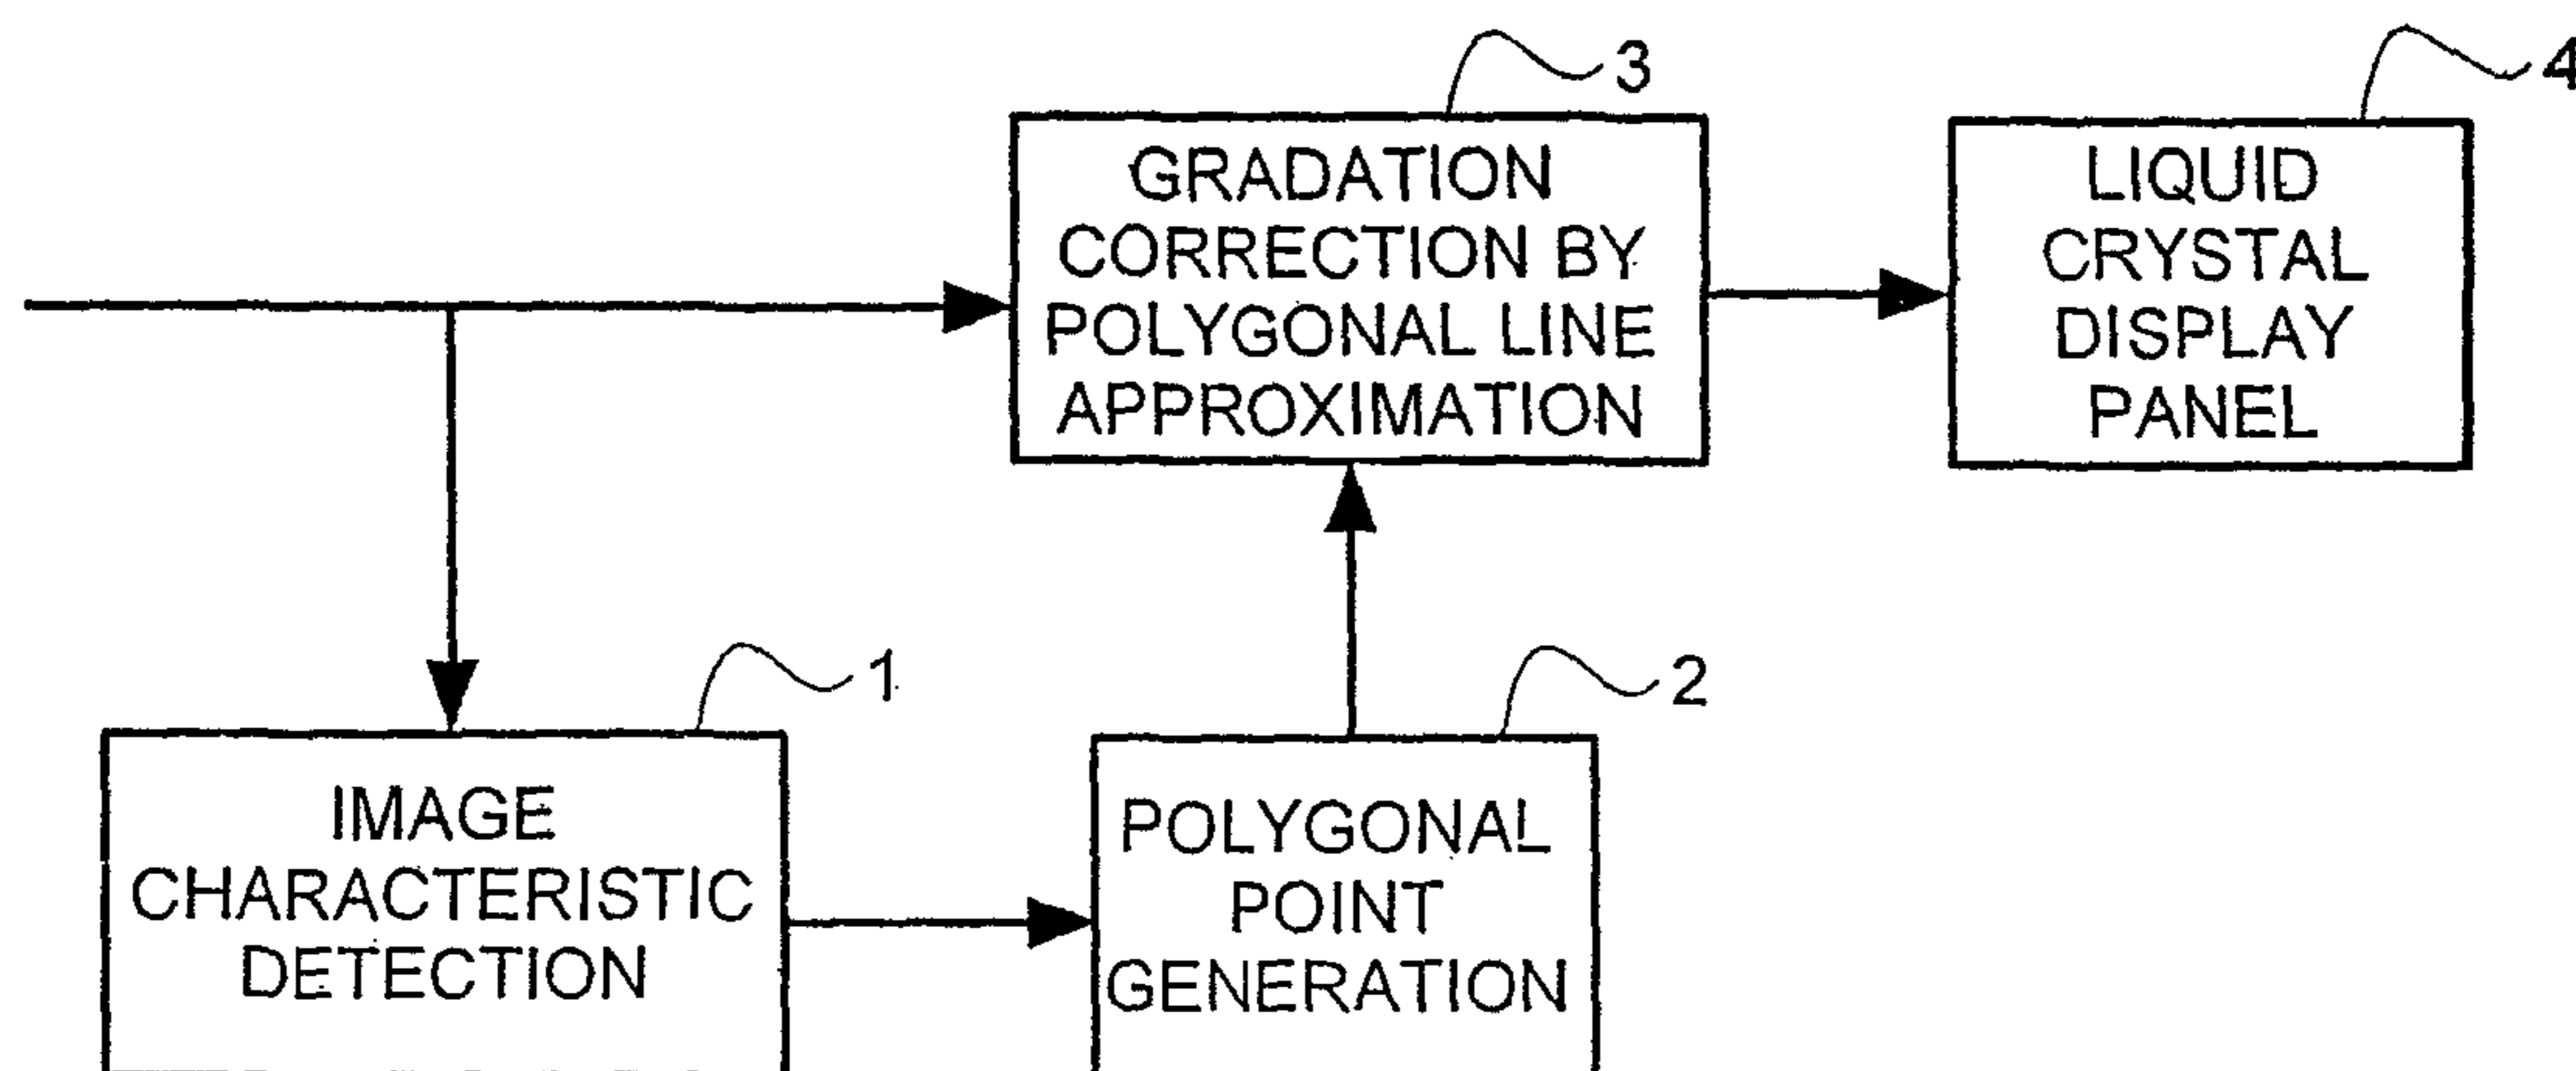 3
4
GRADATION
CORRECTION BY
POLYGONAL LINE
APPROXIMATION
LIQUID
CRYSTAL
DISPLAY
PANEL
1
2
IMAGE
CHARACTERISTIC
DETECTION
POLYGONAL
POINT
GENERATION